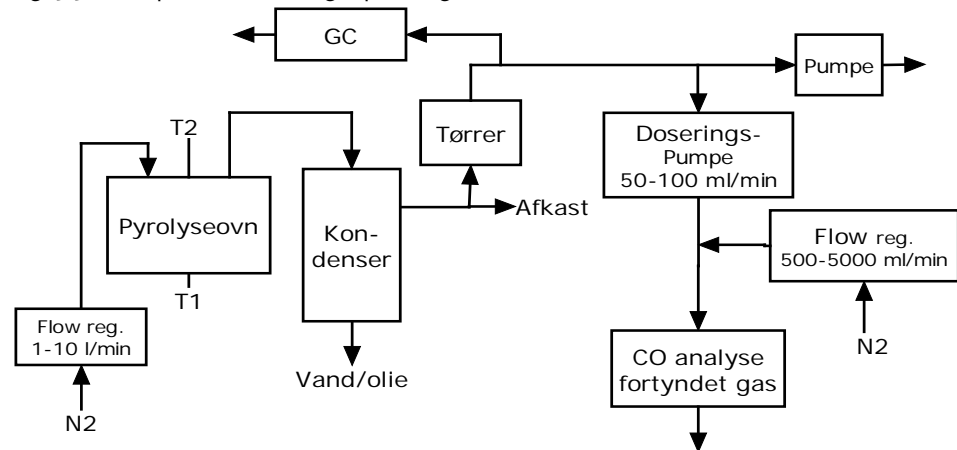 GC
Pumpe
Tørrer
Doserings-
Pumpe
50-100 ml/min
T2
Pyrolyseovn
T1
Kon-
denser
Afkast
Flow reg.
500-5000 ml/min
Flow reg.
1-10 l/min
N2
Vand/olie
CO analyse
fortyndet gas
N2